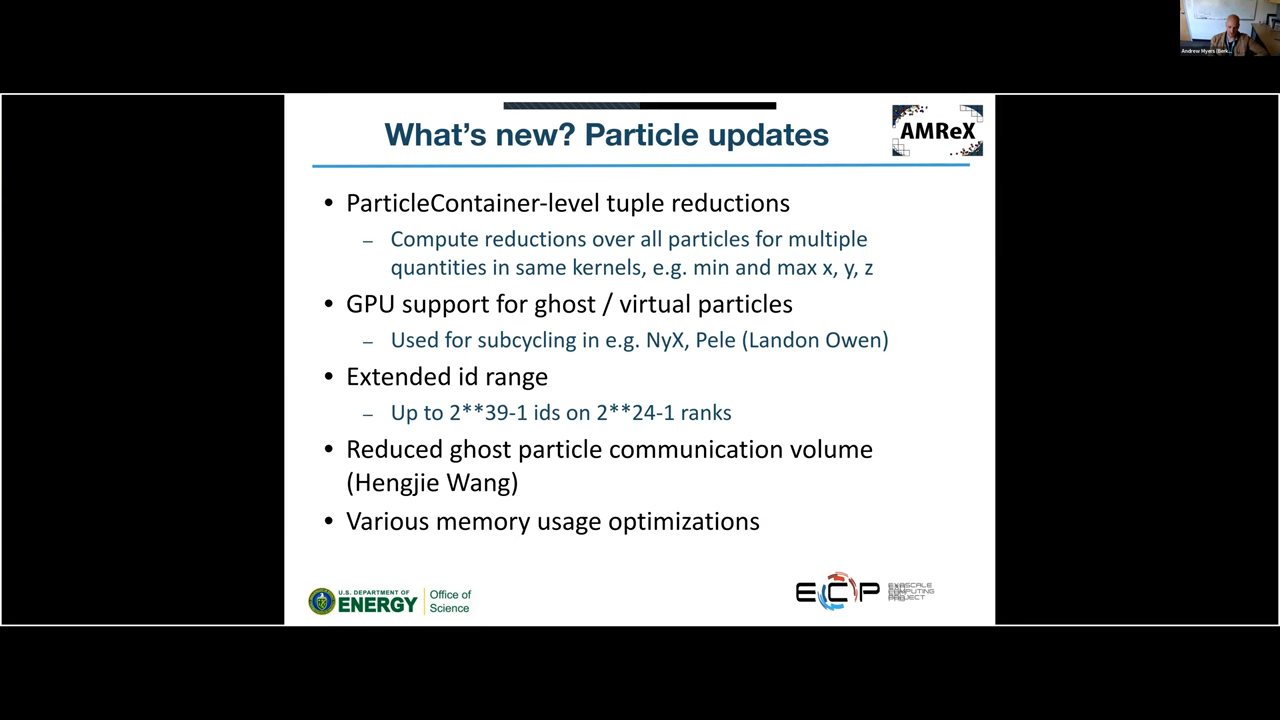 Andrew Myers (Berk...
What's new? Particle updates
AMReX
• ParticleContainer-level tuple reductions
– Compute reductions over all particles for multiple
quantities in same kernels, e.g. min and max x, y, z
• GPU support for ghost / virtual particles
– Used for subcycling in e.g. NyX, Pele (Landon Owen)
• Extended id range
– Up to 2**39-1 ids on 2**24-1 ranks
• Reduced ghost particle communication volume
(Hengjie Wang)
• Various memory usage optimizations
U.S. DEPARTMENT OF
ENERGY
Office of
Science
ECP
EXASCALE
COMPUTING
PROJECT